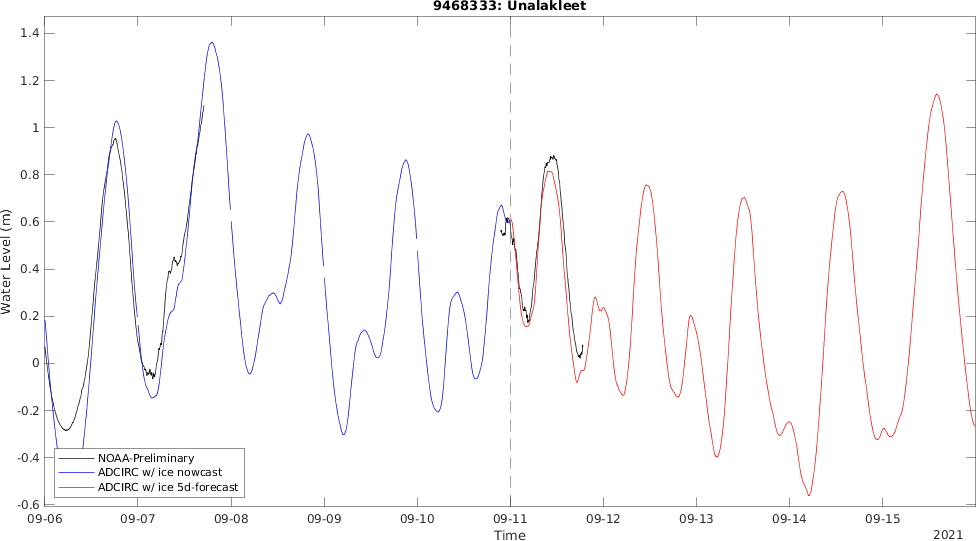 9468333: Unalakleet
Water Level (m)
1.4
1.2
1
0.8
0.6
0.4
0.2
0
-0.2
-0.4
-0.6
NOAA-Preliminary
ADCIRC w/ ice nowcast
ADCIRC w/ ice 5d-forecast
09-06 09-07 09-08 09-09 09-10 09-11 09-12 09-13 09-14 09-15
Time
2021